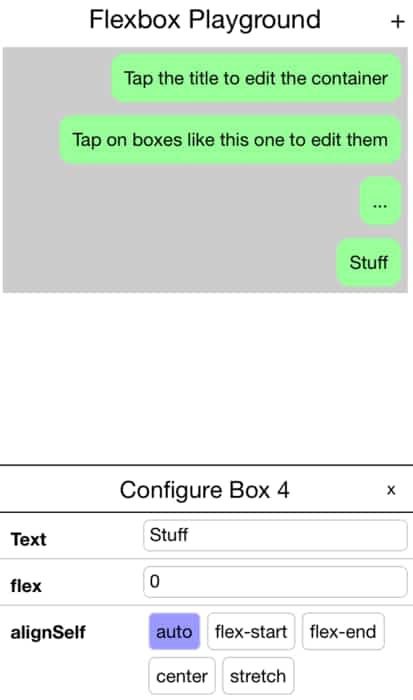 Flexbox Playground +
Tap the title to edit the container
Tap on boxes like this one to edit them
...
Stuff
Configure Box 4 x
Text Stuff
flex 0
alignSelf auto flex-start flex-end
center stretch